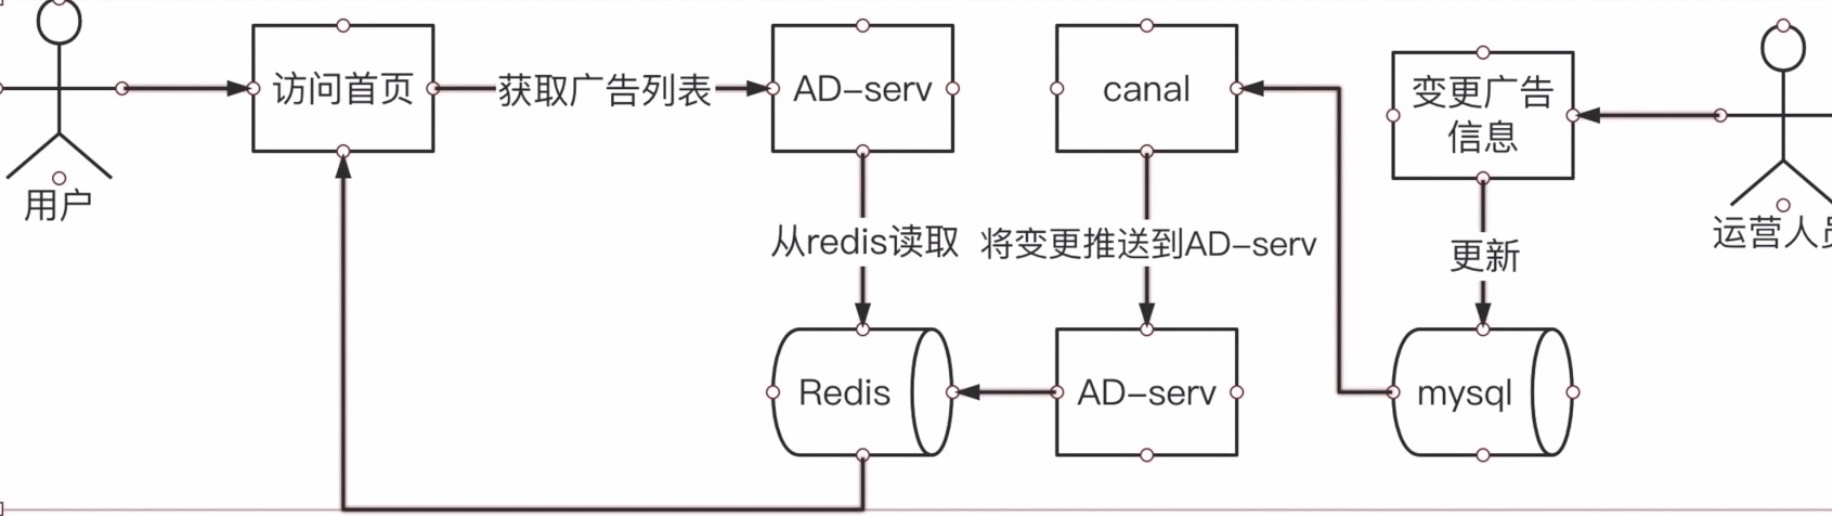 访问首页
获取广告列表
AD-serv
canal
变更广告
信息
用户
从redis读取
将变更推送到AD-serv
更新
运营人员
Redis
AD-serv
mysql